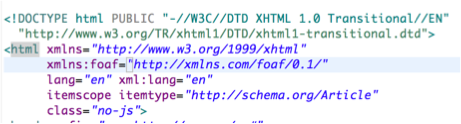 <!DOCTYPE html PUBLIC "-//W3C//DTD XHTML 1.0 Transitional//EN"
"http://www.w3.org/TR/xhtml1/DTD/xhtml1-transitional.dtd">
<html xmlns="http://www.w3.org/1999/xhtml"
xmlns:foaf="http://xmlns.com/foaf/0.1/"
lang="en" xml:lang="en"
itemscope itemtype="http://schema.org/Article"
class="no-js">